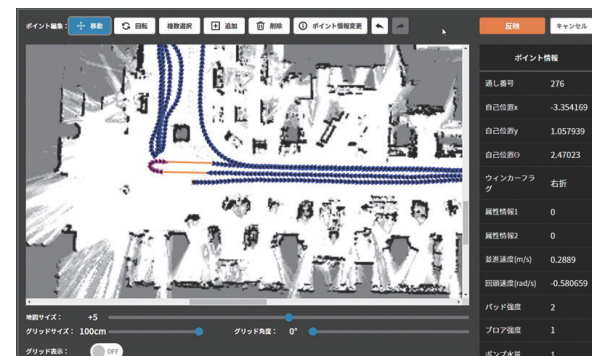 ポイント編集： 移動 回転 複数選択 追加 削除 ポイント情報変更 反映 キャンセル
ポイント情報
通し番号 276
自己位置x -3.354169
自己位置y 1.057939
自己位置Θ 2.47023
ウィンカーフラグ 右折
属性情報1 0
属性情報2 0
並進速度(m/s) 0.2889
回頭速度(rad/s) -0.580659
パッド強度 2
ブロア強度 1
ポンプ水量 1
地図サイズ： +5
グリッドサイズ： 100cm グリッド角度： 0°
グリッド表示： OFF